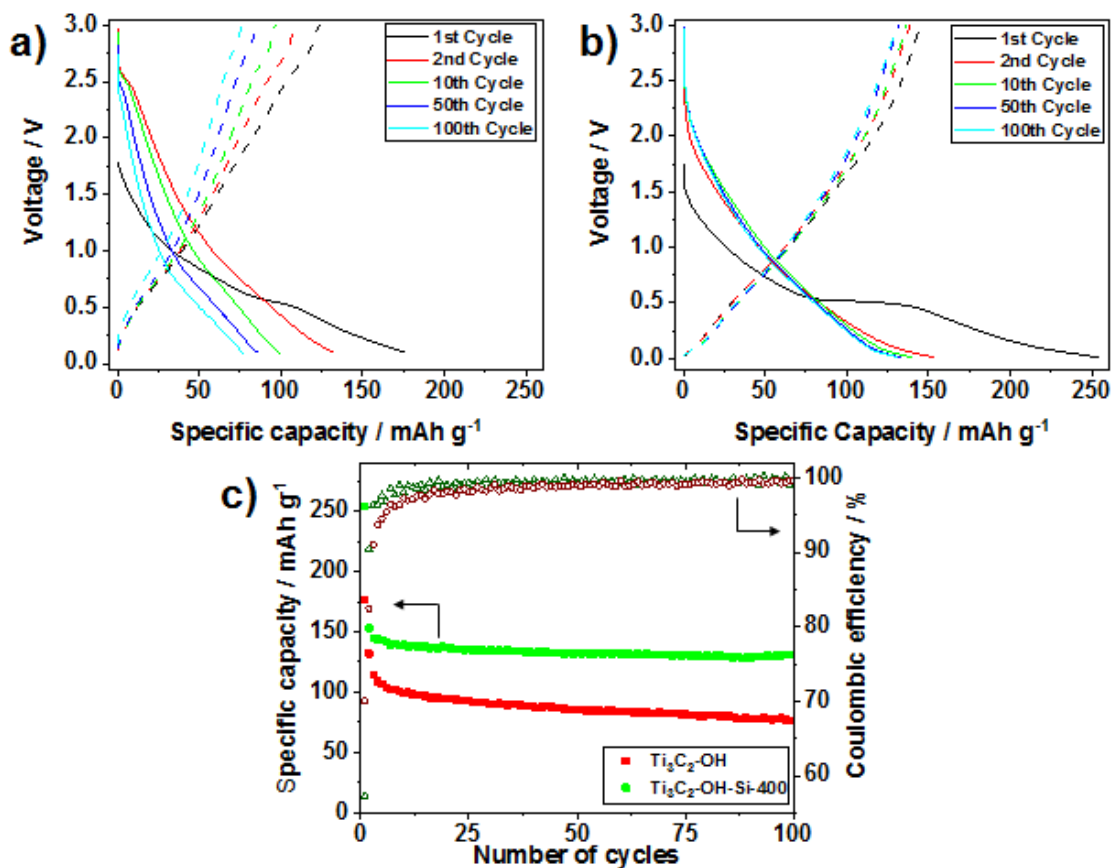 a)
3.0
2.5
2.0
1.5
1.0
0.5
0.0
Voltage / V
0 50 100 150 200 250
Specific capacity / mAh g⁻¹
1st Cycle
2nd Cycle
10th Cycle
50th Cycle
100th Cycle
b)
3.0
2.5
2.0
1.5
1.0
0.5
0.0
Voltage / V
0 50 100 150 200 250
Specific Capacity / mAh g⁻¹
1st Cycle
2nd Cycle
10th Cycle
50th Cycle
100th Cycle
c)
250
200
150
100
50
0
Specific capacity / mAh g⁻¹
100
90
80
70
60
Coulombic efficiency / %
Ti₃C₂-OH
Ti₃C₂-OH-Si-400
0 25 50 75 100
Number of cycles